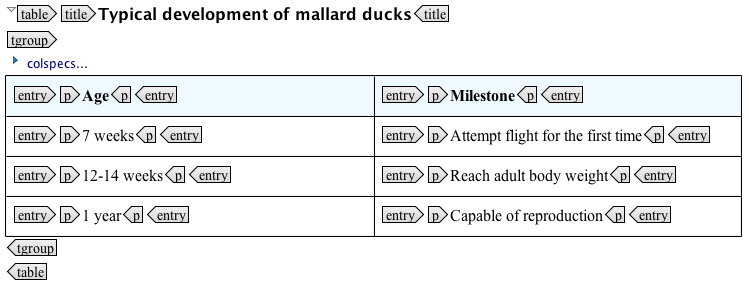 table title Typical development of mallard ducks title
tgroup
colspecs...
entry p Age p entry entry p Milestone p entry
entry p 7 weeks p entry entry p Attempt flight for the first time p entry
entry p 12-14 weeks p entry entry p Reach adult body weight p entry
entry p 1 year p entry entry p Capable of reproduction p entry
tgroup
table